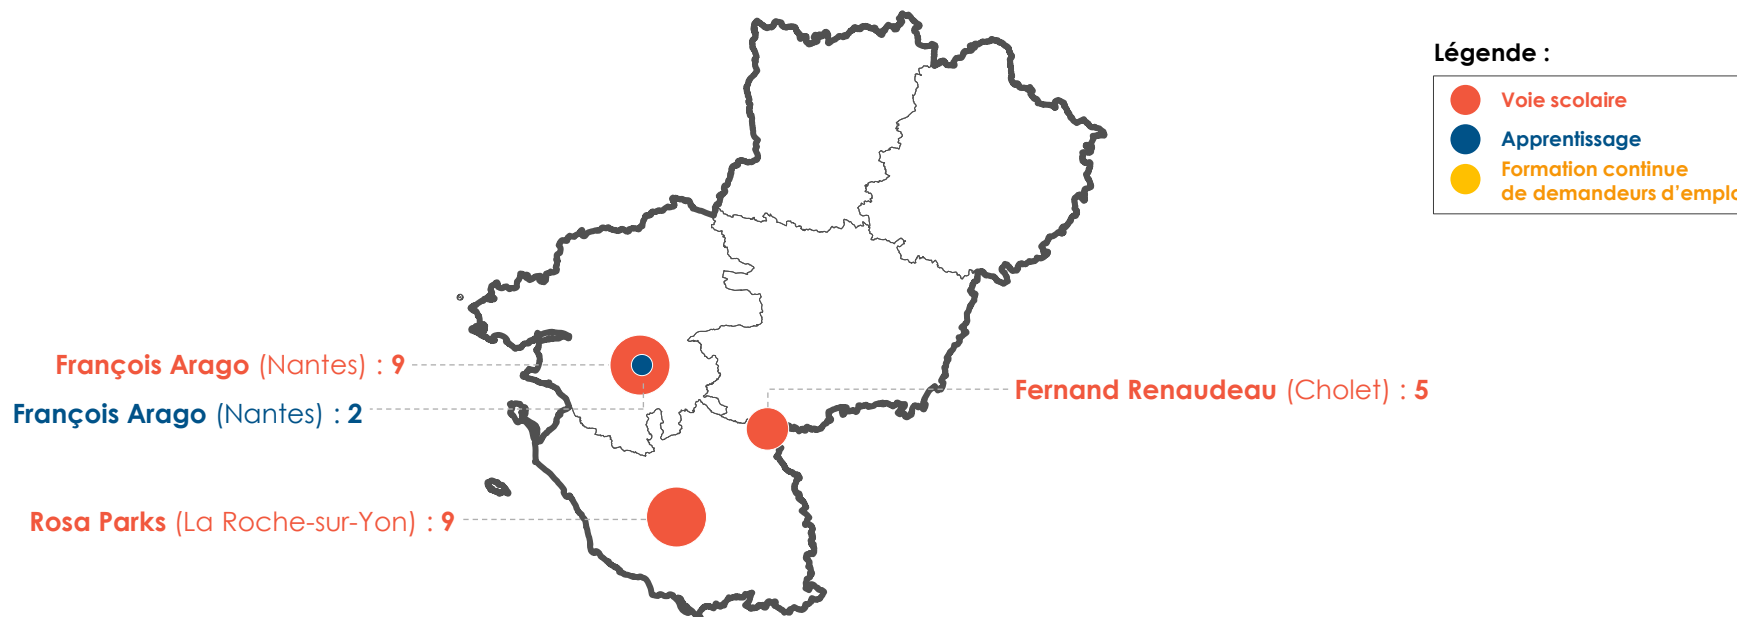 Légende :
Voie scolaire
Apprentissage
Formation continue
de demandeurs d'emplo
François Arago (Nantes) : 9
François Arago (Nantes) : 2
Fernand Renaudeau (Cholet) : 5
Rosa Parks (La Roche-sur-Yon) : 9